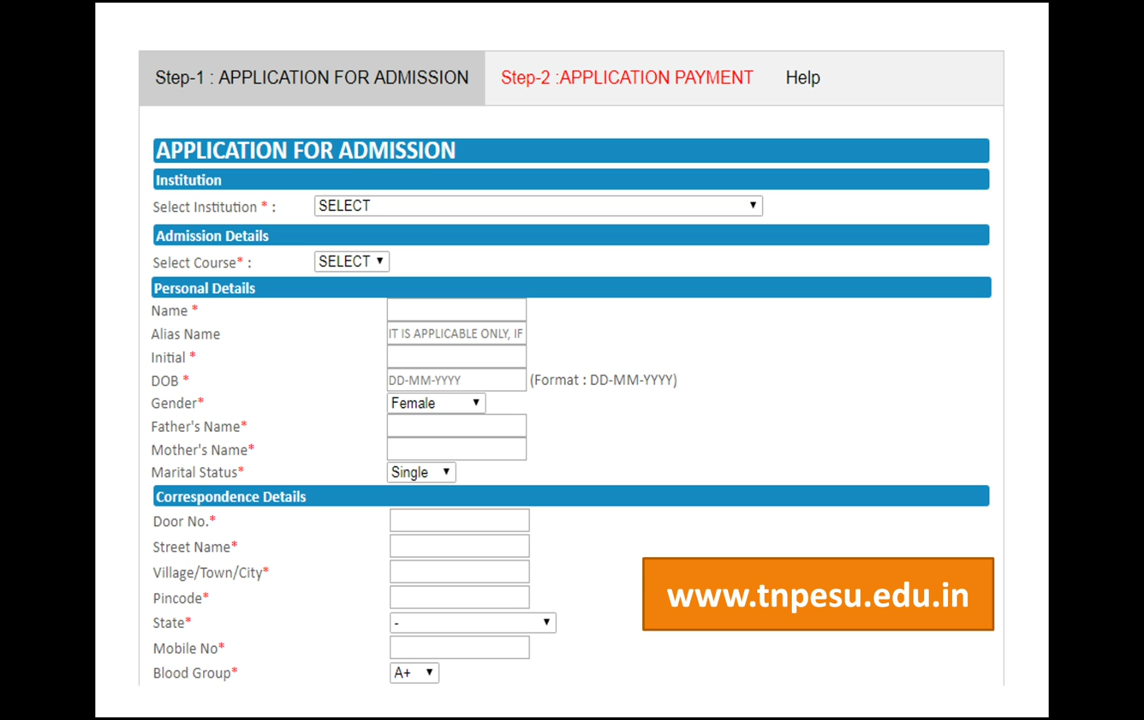 Step-1 : APPLICATION FOR ADMISSION Step-2 :APPLICATION PAYMENT Help
APPLICATION FOR ADMISSION
Institution
Select Institution * : SELECT
Admission Details
Select Course* : SELECT
Personal Details
Name *
Alias Name IT IS APPLICABLE ONLY, IF
Initial *
DOB * DD-MM-YYYY (Format : DD-MM-YYYY)
Gender* Female
Father's Name*
Mother's Name*
Marital Status* Single
Correspondence Details
Door No.*
Street Name*
Village/Town/City*
Pincode*
State* -
Mobile No*
Blood Group* A+
www.tnpesu.edu.in